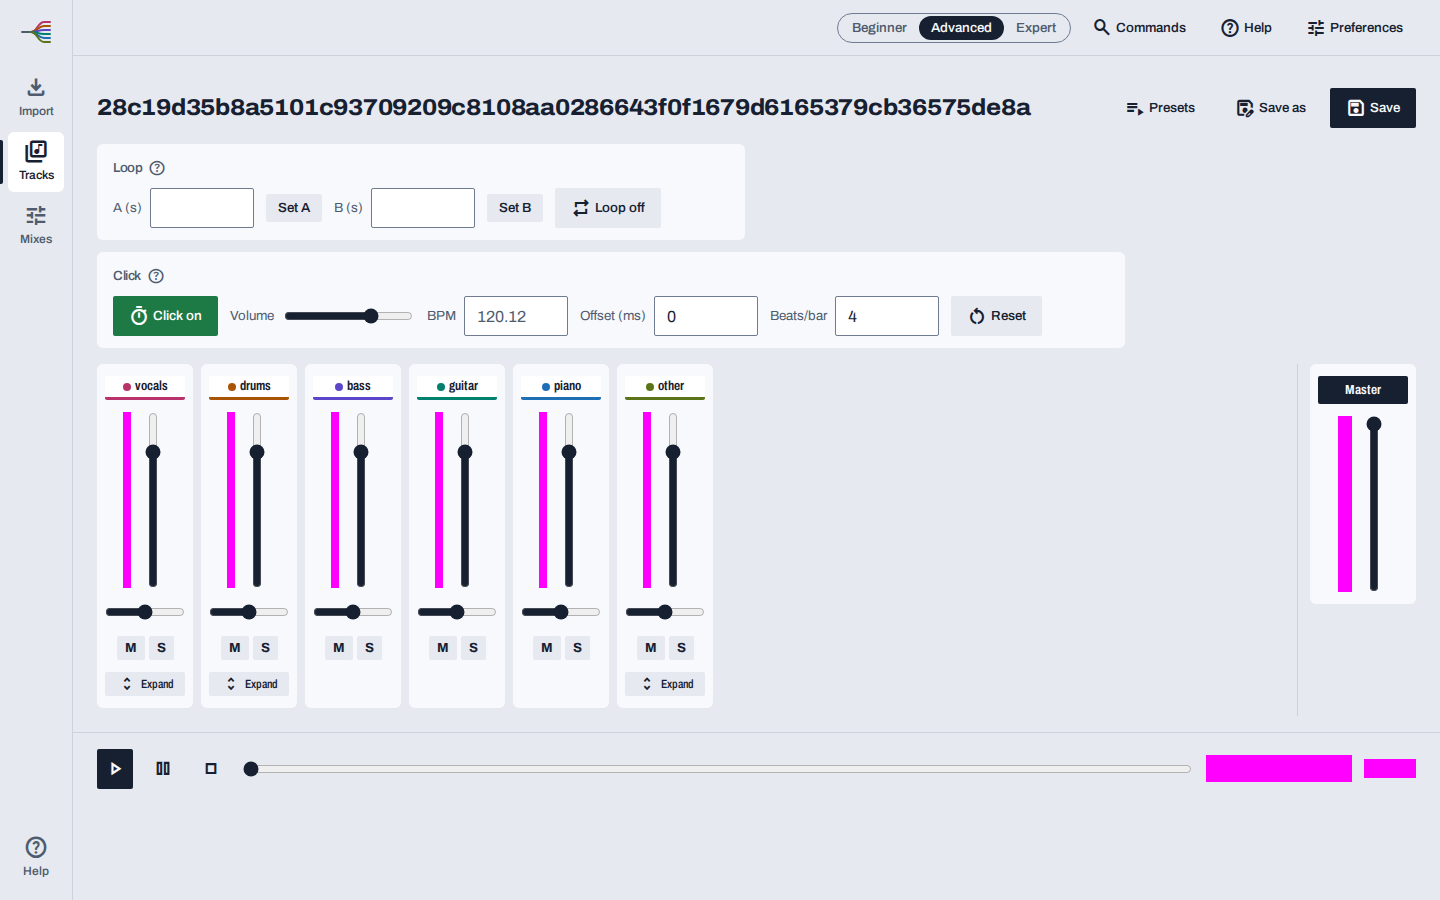 Beginner Advanced Expert Commands Help Preferences
Import
Tracks
Mixes
Help
28c19d35b8a5101c93709209c8108aa0286643f0f1679d6165379cb36575de8a Presets Save as Save
Loop
A (s) Set A B (s) Set B Loop off
Click
Click on Volume BPM 120.12 Offset (ms) 0 Beats/bar 4 Reset
vocals drums bass guitar piano other Master
M S M S M S M S M S M S
Expand Expand Expand